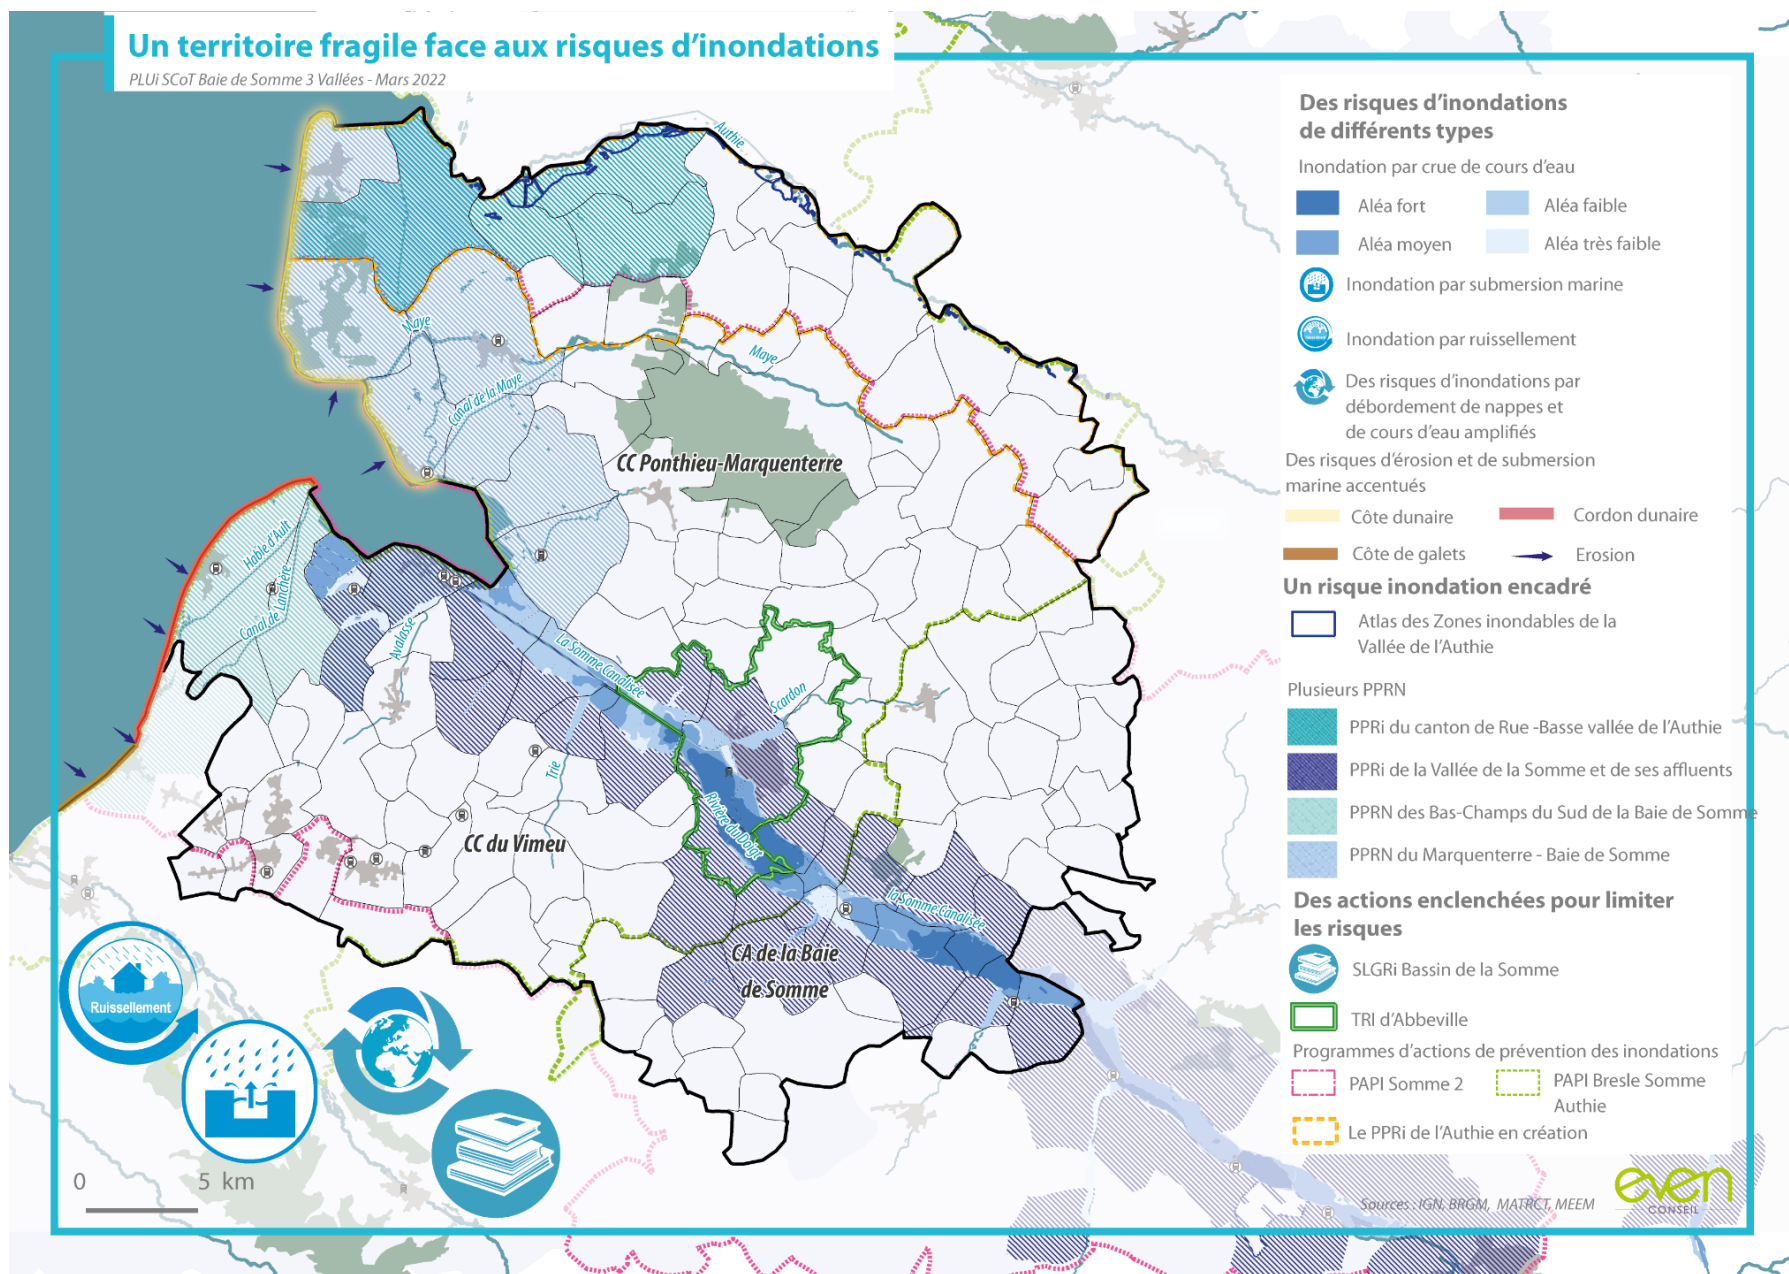 Un territoire fragile face aux risques d'inondations
PLUi SCoT Baie de Somme 3 Vallées - Mars 2022
Authie
Maye
Maye
Canal de la Maye
CC Ponthieu-Marquenterre
Hable d'Ault
Canal de Lanchère
Avalasse
La Somme Canalisée
Scardon
Trie
Rivière du Doigt
CC du Vimeu
la Somme Canalisée
CA de la Baie
de Somme
Ruissellement
0 5 km
Des risques d'inondations
de différents types
Inondation par crue de cours d'eau
Aléa fort
Aléa faible
Aléa moyen
Aléa très faible
Inondation par submersion marine
Inondation par ruissellement
Des risques d'inondations par
débordement de nappes et
de cours d'eau amplifiés
Des risques d'érosion et de submersion
marine accentués
Côte dunaire
Cordon dunaire
Côte de galets
Erosion
Un risque inondation encadré
Atlas des Zones inondables de la
Vallée de l'Authie
Plusieurs PPRN
PPRi du canton de Rue -Basse vallée de l'Authie
PPRi de la Vallée de la Somme et de ses affluents
PPRN des Bas-Champs du Sud de la Baie de Somme
PPRN du Marquenterre - Baie de Somme
Des actions enclenchées pour limiter
les risques
SLGRi Bassin de la Somme
TRI d'Abbeville
Programmes d'actions de prévention des inondations
PAPI Somme 2
PAPI Bresle Somme
Authie
Le PPRi de l'Authie en création
Sources : IGN, BRGM, MATRCT, MEEM
even
CONSEIL